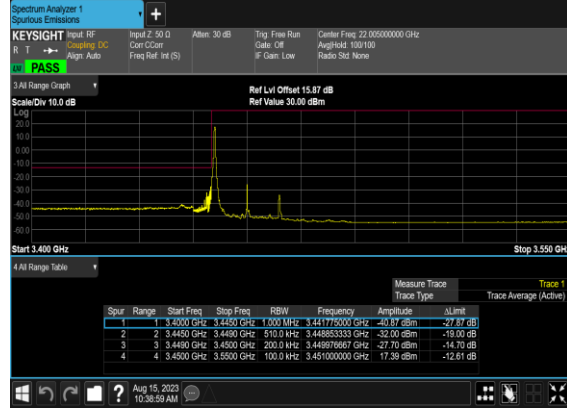 Spectrum Analyzer 1
Spurious Emissions
KEYSIGHT Input: RF Input Z: 50 Ω Atten: 30 dB Trig: Free Run Center Freq: 22.005000000 GHz
R T Coupling: DC Corr CCorr Gate: Off Avg|Hold: 100/100
Align: Auto Freq Ref: Int (S) IF Gain: Low Radio Std: None
PASS
3 All Range Graph
Ref Lvl Offset 15.87 dB
Scale/Div 10.0 dB Ref Value 30.00 dBm
Log
20.0
10.0
0.00
-10.0
-20.0
-30.0
-40.0
-50.0
-60.0
Start 3.400 GHz Stop 3.550 GH
4 All Range Table
Measure Trace Trace 1
Trace Type Trace Average (Active)
Spur Range Start Freq Stop Freq RBW Frequency Amplitude ΔLimit
1 1 3.4000 GHz 3.4450 GHz 1.000 MHz 3.441775000 GHz -40.87 dBm -27.87 dB
2 2 3.4450 GHz 3.4490 GHz 510.0 kHz 3.448853333 GHz -32.00 dBm -19.00 dB
3 3 3.4490 GHz 3.4500 GHz 200.0 kHz 3.449976667 GHz -27.70 dBm -14.70 dB
4 4 3.4500 GHz 3.5500 GHz 100.0 kHz 3.451000000 GHz 17.39 dBm -12.61 dB
Aug 15, 2023
10:38:59 AM